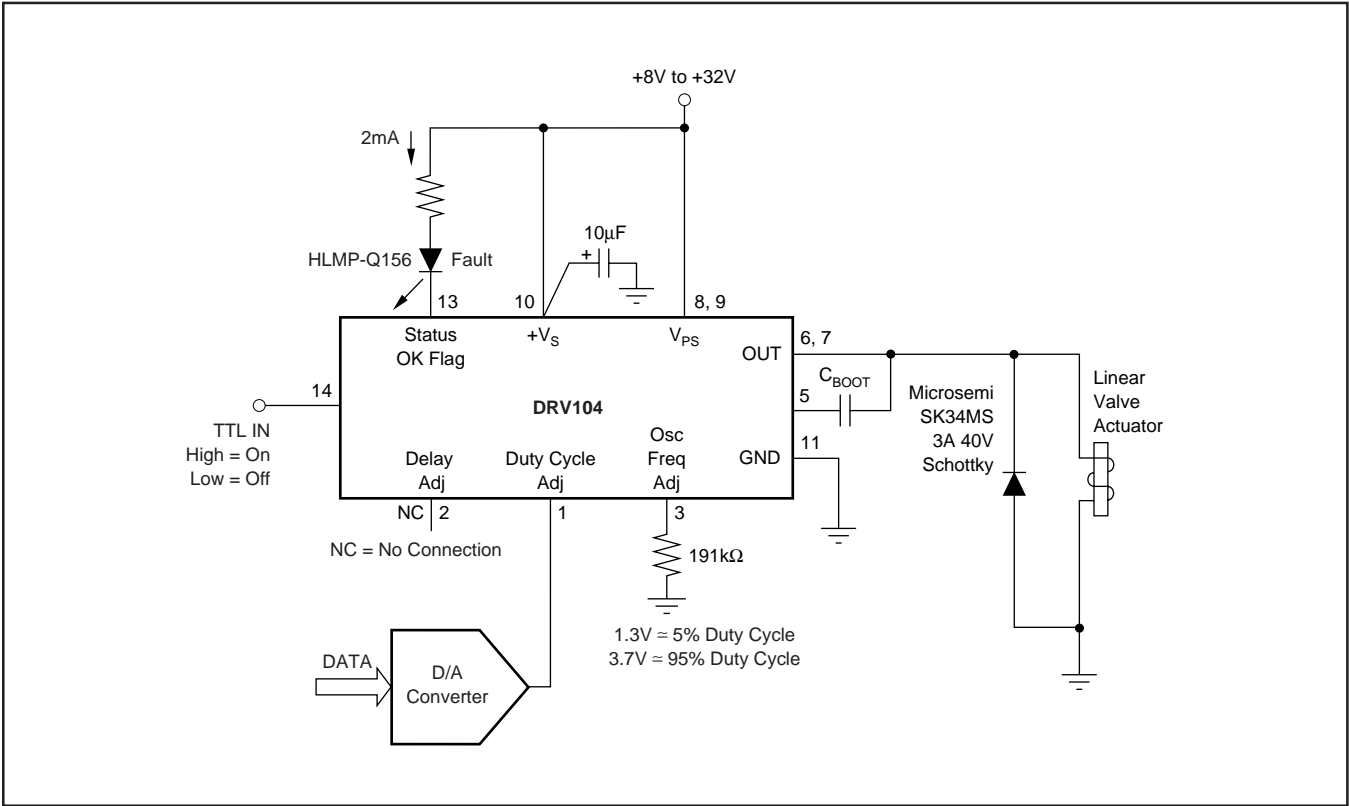 +8V to +32V
2mA
10μF
+
HLMP-Q156
Fault
13
10
8, 9
Status
OK Flag
+VS
VPS
6, 7
OUT
CBOOT
5
14
DRV104
Microsemi
SK34MS
3A 40V
Schottky
Linear
Valve
Actuator
TTL IN
High = On
Low = Off
Delay
Adj
Duty Cycle
Adj
Osc
Freq
Adj
GND
11
NC
2
1
3
NC = No Connection
191kΩ
1.3V ≃ 5% Duty Cycle
3.7V ≃ 95% Duty Cycle
DATA
D/A
Converter